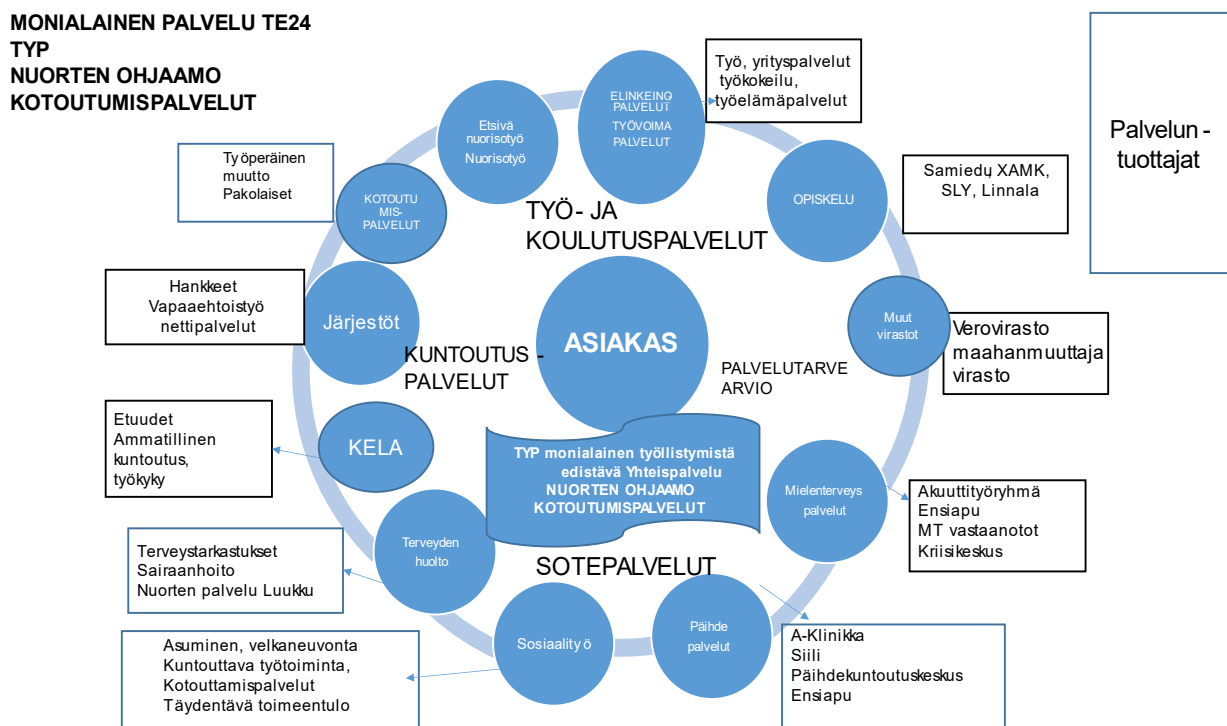 MONIALAINEN PALVELU TE24
TYP
NUORTEN OHJAAMO
KOTOUTUMISPALVELUT
Palvelun -
tuottajat
ELINKEINO
PALVELUT
TYÖVOIMA
PALVELUT
Työ, yrityspalvelut
työkokeilu,
työelämäpalvelut
Etsivä
nuorisotyö
Nuorisotyö
OPISKELU
Samiedu, XAMK,
SLY, Linnala
Työperäinen
muutto
Pakolaiset
KOTOUTU
MIS-
PALVELUT
TYÖ- JA
KOULUTUSPALVELUT
Hankkeet
Vapaaehtoistyö
nettipalvelut
Järjestöt
ASIAKAS
Muut
virastot
Verovirasto
maahanmuuttaja
virasto
KUNTOUTUS -
PALVELUT
PALVELUTARVE
ARVIO
Etuudet
Ammatillinen
kuntoutus,
työkyky
KELA
TYP monialainen työllistymistä
edistävä Yhteispalvelu
NUORTEN OHJAAMO
KOTOUTUMISPALVELUT
Mielenterveys
palvelut
Akuuttityöryhmä
Ensiapu
MT vastaanotot
Kriisikeskus
Terveystarkastukset
Sairaanhoito
Nuorten palvelu Luukku
Terveyden
huolto
SOTEPALVELUT
Asuminen, velkaneuvonta
Kuntouttava työtoiminta,
Kotouttamispalvelut
Täydentävä toimeentulo
Sosiaalityö
Päihde
palvelut
A-Klinikka
Siili
Päihdekuntoutuskeskus
Ensiapu